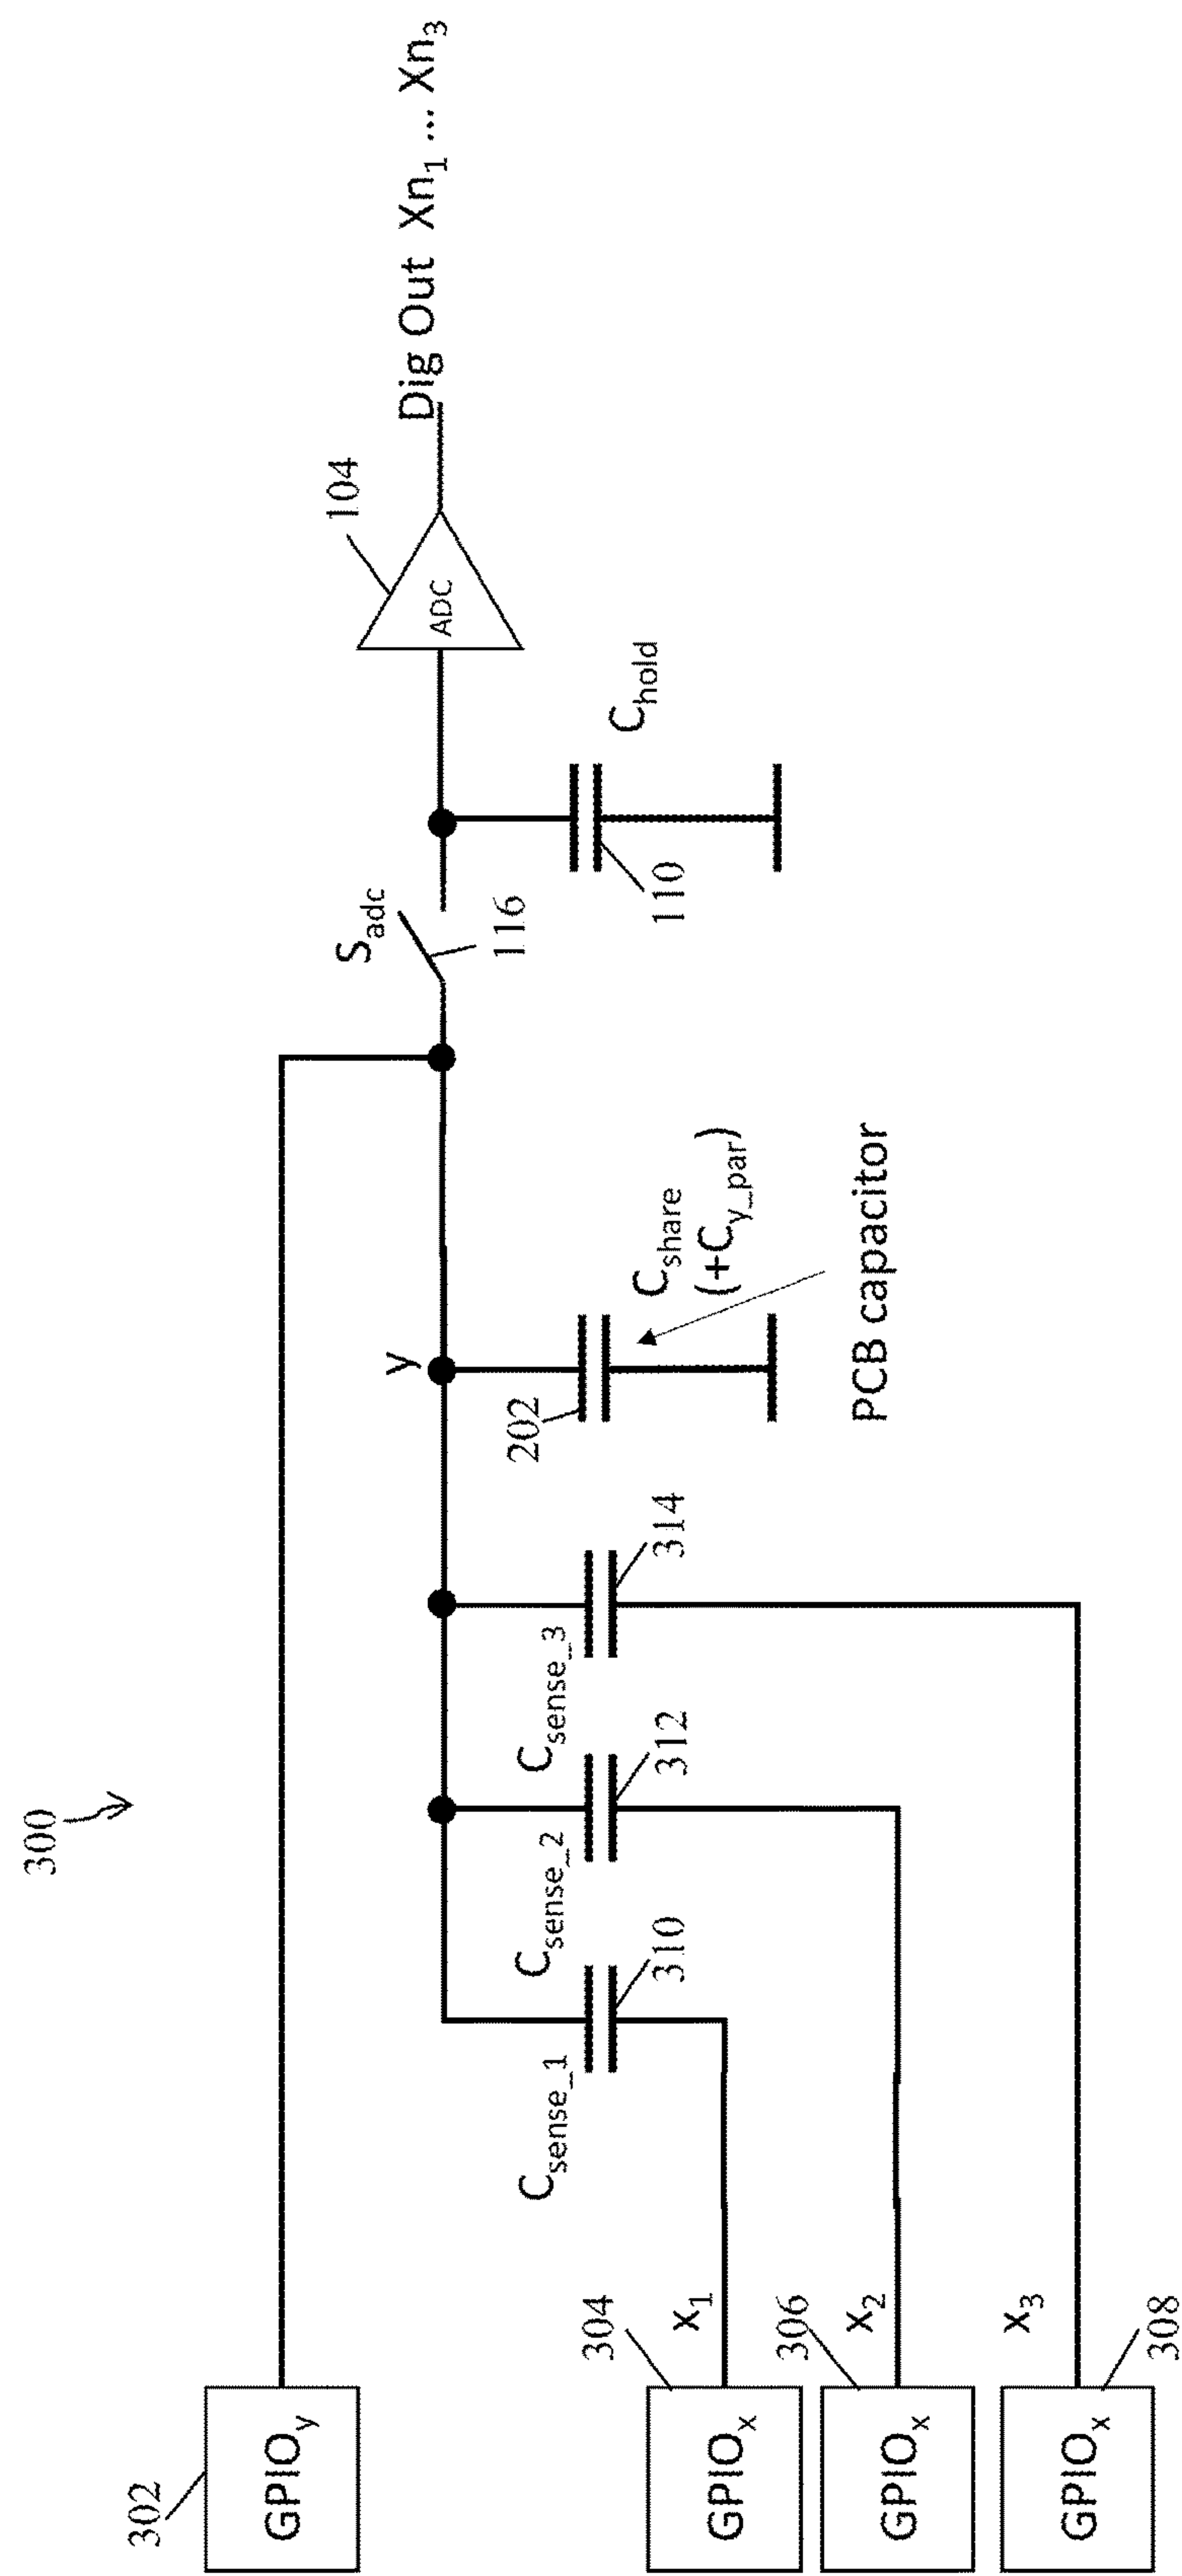 300
302
GPIOy
304
GPIOx
x1
306
GPIOx
x2
308
GPIOx
x3
Csense_1
310
Csense_2
312
Csense_3
314
y
202
Cshare
(+Cy_par)
PCB capacitor
Sadc
116
110
Chold
104
ADC
Dig Out Xn1 ... Xn3